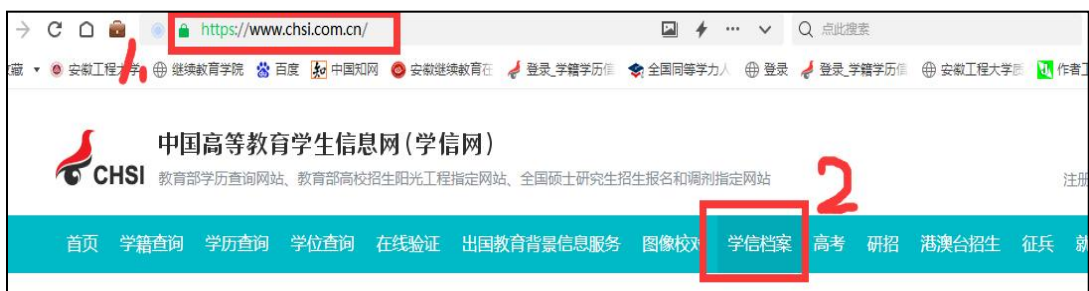 https://www.chsi.com.cn/
点此搜索
藏 安徽工程大学 继续教育学院 百度 知 中国知网 安徽继续教育在 登录_学籍学历信 全国同等学力人 登录 登录_学籍学历信 安徽工程大学 作者
1
中国高等教育学生信息网(学信网)
CHSI 教育部学历查询网站、教育部高校招生阳光工程指定网站、全国硕士研究生招生报名和调剂指定网站
2
注册
首页 学籍查询 学历查询 学位查询 在线验证 出国教育背景信息服务 图像校对 学信档案 高考 研招 港澳台招生 征兵 就